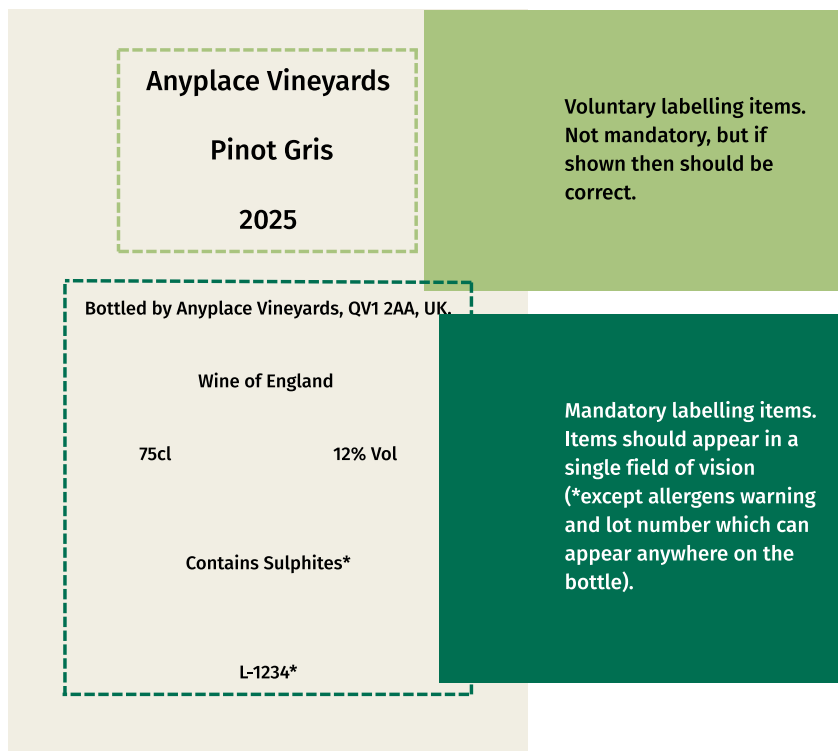 Anyplace Vineyards
Pinot Gris
2025
Voluntary labelling items.
Not mandatory, but if
shown then should be
correct.
Bottled by Anyplace Vineyards, QV1 2AA, UK.
Wine of England
75cl 12% Vol
Contains Sulphites*
L-1234*
Mandatory labelling items.
Items should appear in a
single field of vision
(*except allergens warning
and lot number which can
appear anywhere on the
bottle).